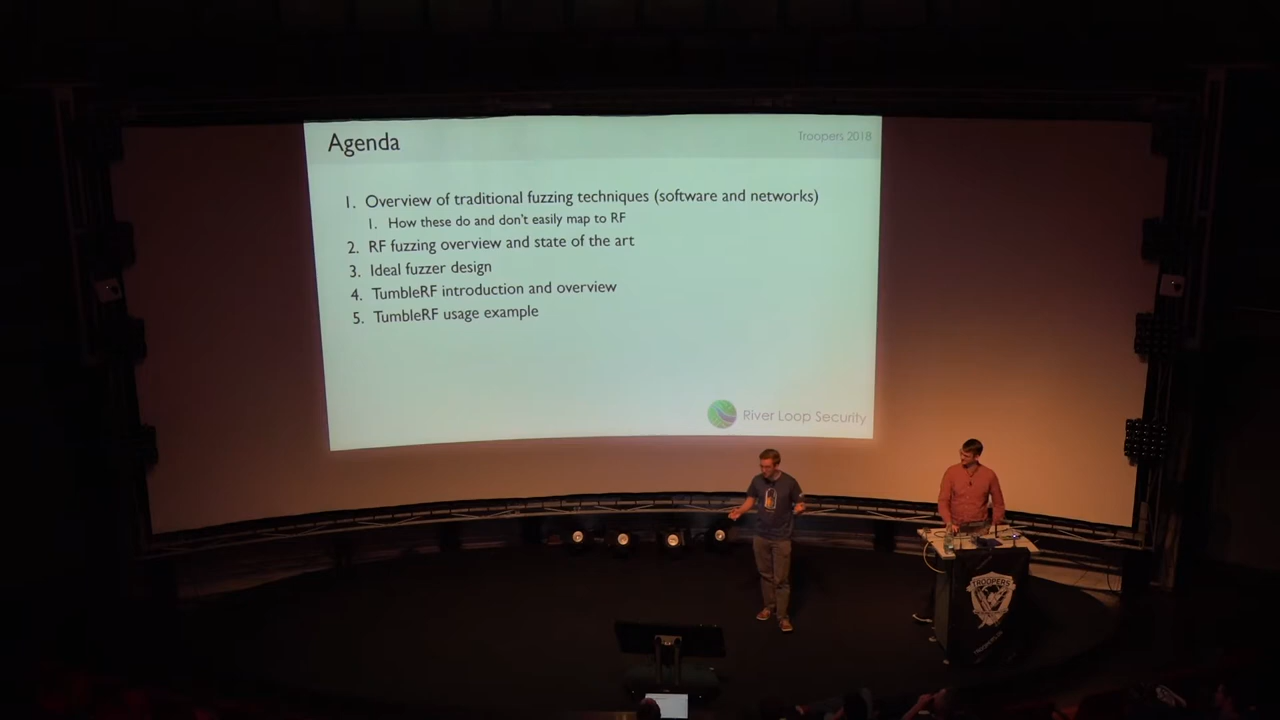 Agenda
Troopers 2018
1. Overview of traditional fuzzing techniques (software and networks)
1. How these do and don't easily map to RF
2. RF fuzzing overview and state of the art
3. Ideal fuzzer design
4. TumbleRF introduction and overview
5. TumbleRF usage example
River Loop Security
TROOPERS